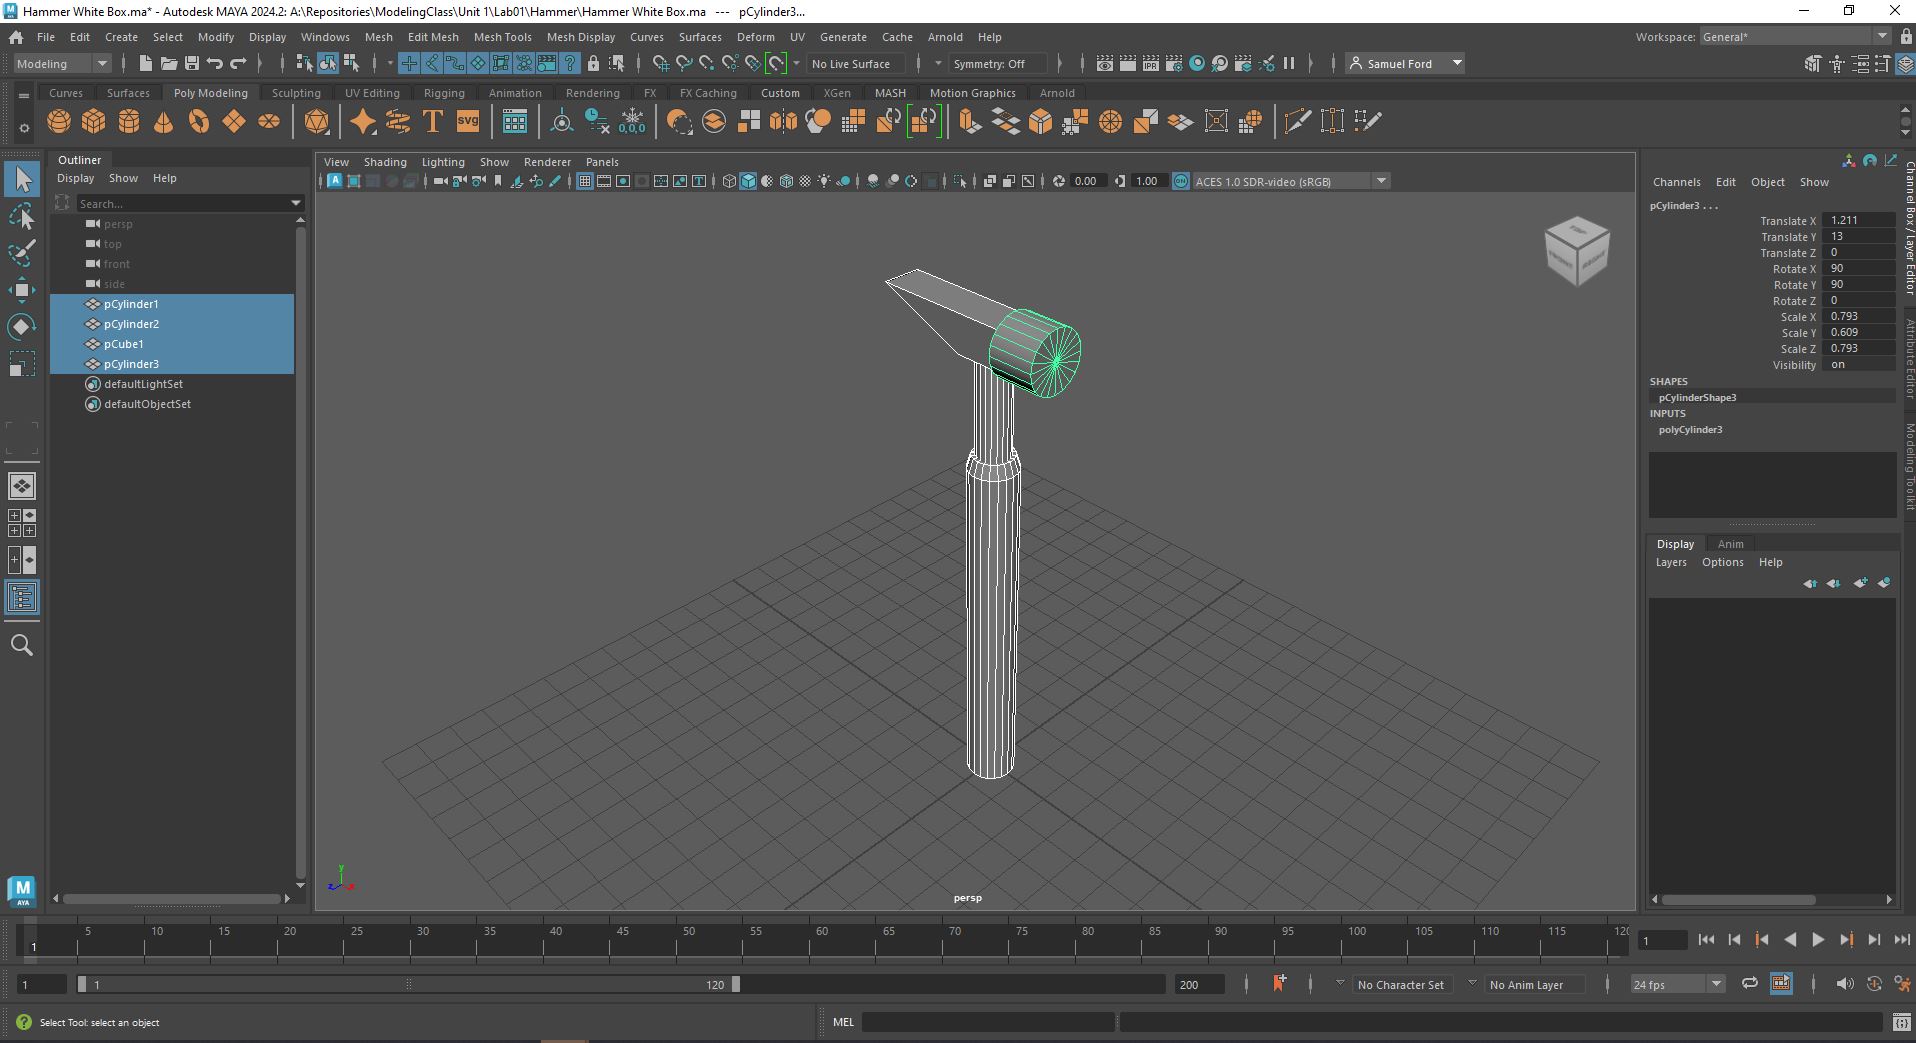 Hammer White Box.ma* - Autodesk MAYA 2024.2: A:\Repositories\ModelingClass\Unit 1\Lab01\Hammer\Hammer White Box.ma --- pCylinder3...
File Edit Create Select Modify Display Windows Mesh Edit Mesh Mesh Tools Mesh Display Curves Surfaces Deform UV Generate Cache Arnold Help Workspace: General*
Modeling No Live Surface Symmetry: Off IPR Samuel Ford
Curves Surfaces Poly Modeling Sculpting UV Editing Rigging Animation Rendering FX FX Caching Custom XGen MASH Motion Graphics Arnold
T svg 0,0,0
Outliner
Display Show Help
Search...
persp
top
front
side
pCylinder1
pCylinder2
pCube1
pCylinder3
defaultLightSet
defaultObjectSet
View Shading Lighting Show Renderer Panels
0.00 1.00 ON ACES 1.0 SDR-video (sRGB)
TOP
FRONT RIGHT
y
z x
persp
Channels Edit Object Show
pCylinder3 . . .
Translate X 1.211
Translate Y 13
Translate Z 0
Rotate X 90
Rotate Y 90
Rotate Z 0
Scale X 0.793
Scale Y 0.609
Scale Z 0.793
Visibility on
SHAPES
pCylinderShape3
INPUTS
polyCylinder3
Display Anim
Layers Options Help
Channel Box / Layer Editor
Attribute Editor
Modeling Toolkit
M
AYA
5 10 15 20 25 30 35 40 45 50 55 60 65 70 75 80 85 90 95 100 105 110 115 120
1 1
1 1 120 200 No Character Set No Anim Layer 24 fps
Select Tool: select an object MEL